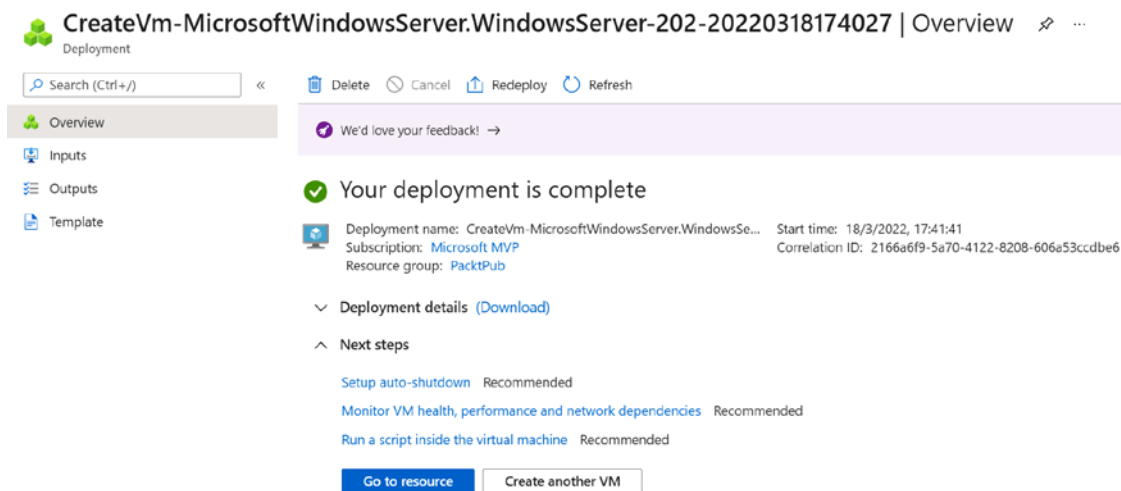 CreateVm-MicrosoftWindowsServer.WindowsServer-202-20220318174027 | Overview ...
Deployment
Search (Ctrl+/) «
Delete Cancel Redeploy Refresh
Overview
Inputs
Outputs
Template
We'd love your feedback! →
Your deployment is complete
Deployment name: CreateVm-MicrosoftWindowsServer.WindowsSe... Start time: 18/3/2022, 17:41:41
Subscription: Microsoft MVP Correlation ID: 2166a6f9-5a70-4122-8208-606a53ccdbe6
Resource group: PacktPub
Deployment details (Download)
Next steps
Setup auto-shutdown Recommended
Monitor VM health, performance and network dependencies Recommended
Run a script inside the virtual machine Recommended
Go to resource Create another VM